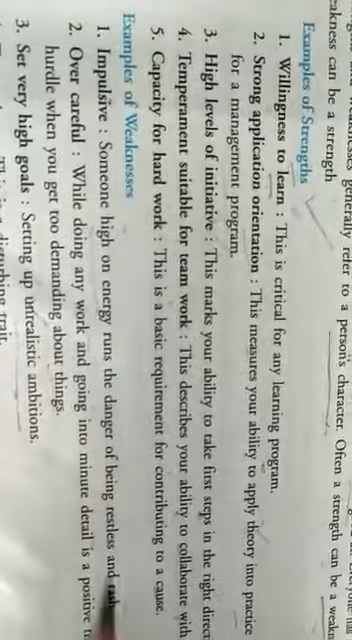 generally refer to a person's character. Often a strength can be a
weakness can be a strength
Examples of Strengths
1. Willingness to learn : This is critical for any learning program.
2. Strong application orientation : This measures your ability to apply theory into practice
for a management program.
3. High levels of initiative : This marks your ability to take first steps in the right
4. Temperament suitable for team work : This describes your ability to collaborate with
5. Capacity for hard work : This is a basic requirement for contributing to a cause.
Examples of Weaknesses
1. Impulsive : Someone high on energy runs the danger of being restless and rash
2. Over careful : While doing any work and going into minute detail is a positive
hurdle when you get too demanding about things.
3. Set very high goals : Setting up unrealistic ambitions.
disturbing trait.